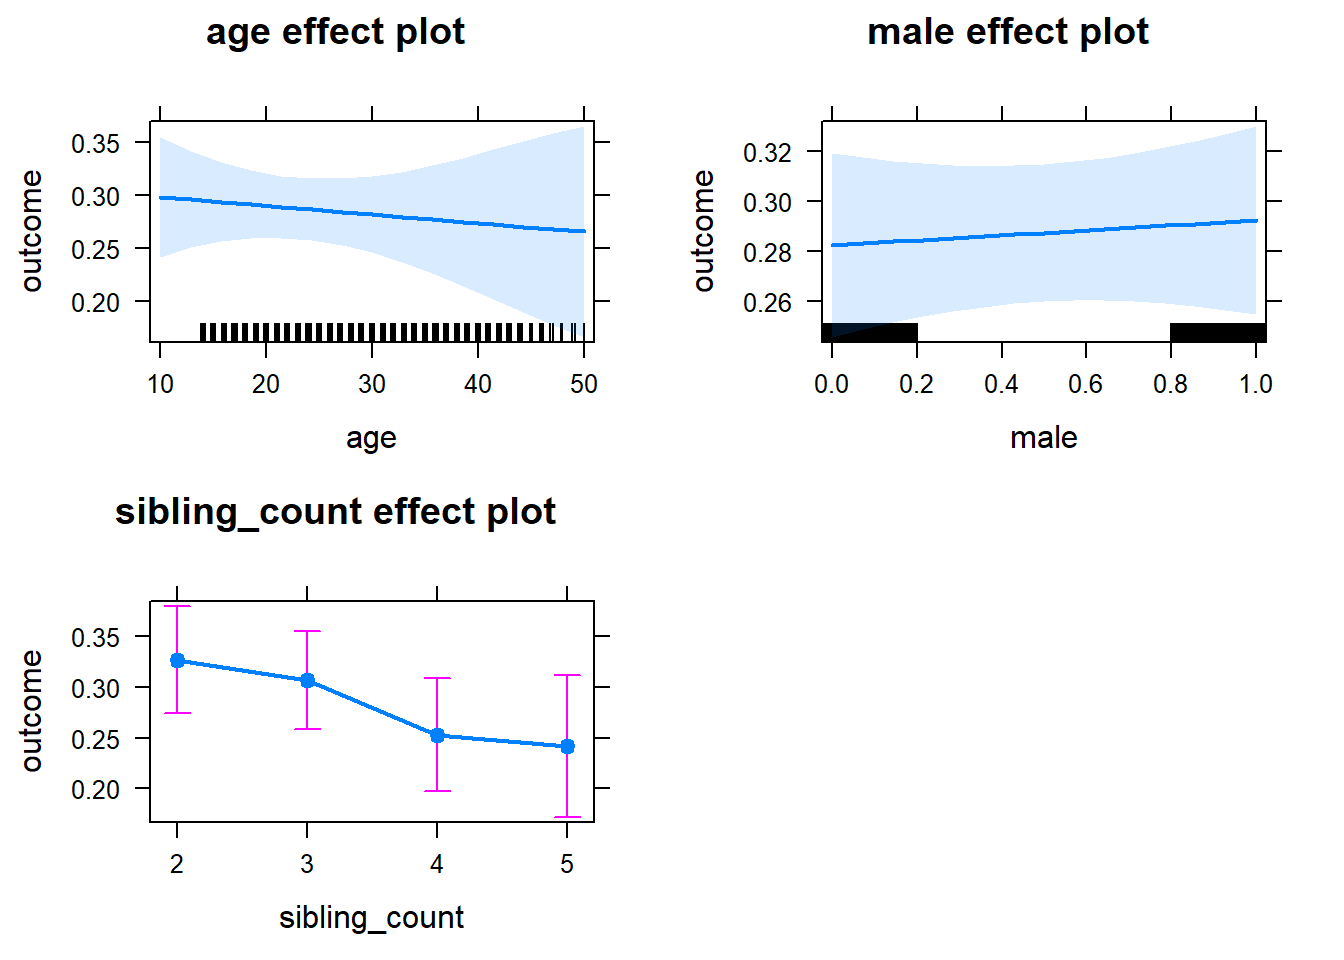 age effect plot
outcome
0.35
0.30
0.25
0.20
10 20 30 40 50
age
male effect plot
outcome
0.32
0.30
0.28
0.26
0.0 0.2 0.4 0.6 0.8 1.0
male
sibling_count effect plot
outcome
0.35
0.30
0.25
0.20
2 3 4 5
sibling_count